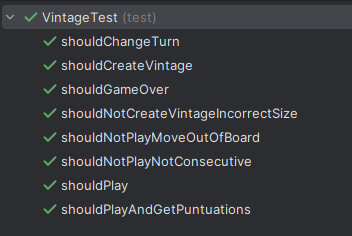 VintageTest (test)
shouldChangeTurn
shouldCreateVintage
shouldGameOver
shouldNotCreateVintageIncorrectSize
shouldNotPlayMoveOutOfBoard
shouldNotPlayNotConsecutive
shouldPlay
shouldPlayAndGetPuntuations